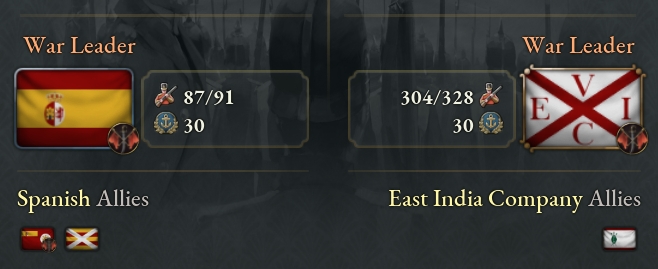 War Leader
87/91
30
War Leader
304/328
30
V
E I
C
Spanish Allies
East India Company Allies